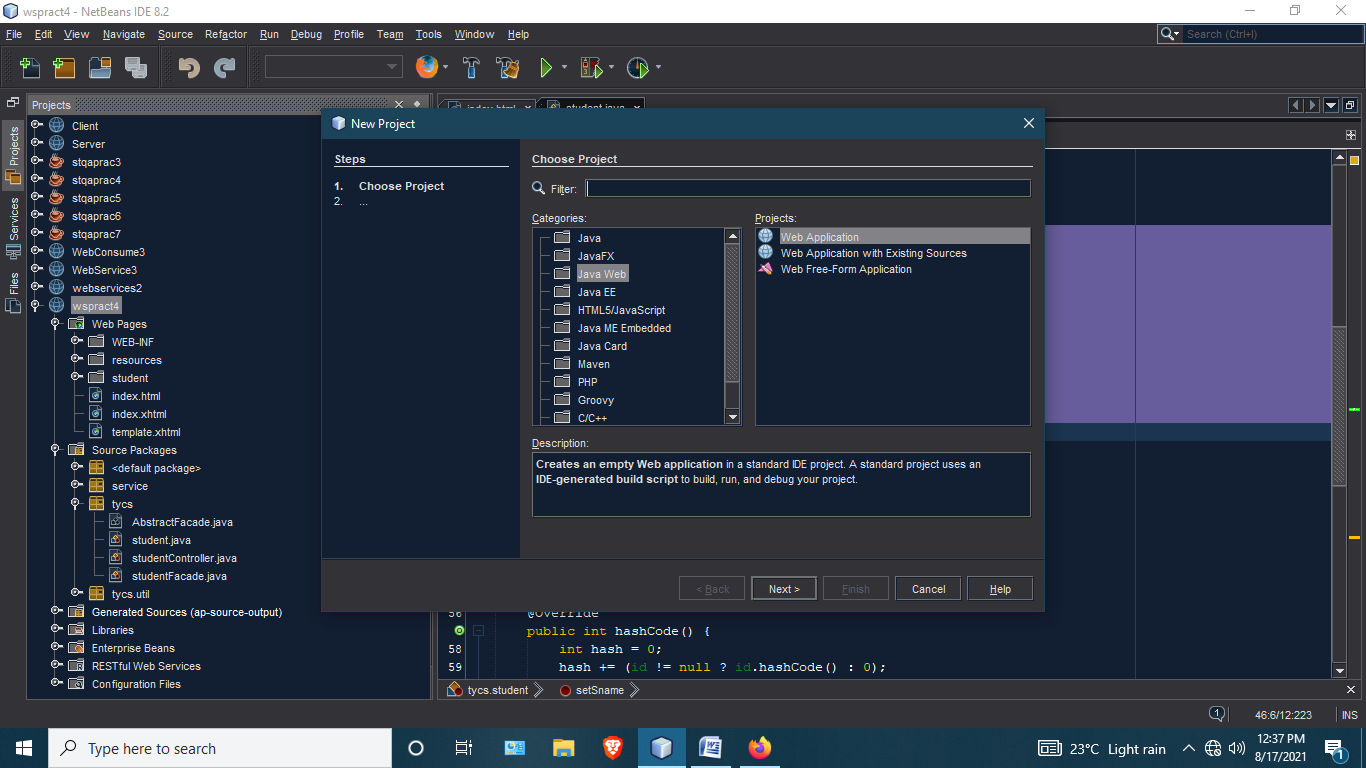 wspract4 - NetBeans IDE 8.2
File Edit View Navigate Source Refactor Run Debug Profile Team Tools Window Help
Search (Ctrl+I)
Projects
index.html student.java
Projects
Services
Files
Client
Server
stqaprac3
stqaprac4
stqaprac5
stqaprac6
stqaprac7
WebConsume3
WebService3
webservices2
wspract4
Web Pages
WEB-INF
resources
student
index.html
index.xhtml
template.xhtml
Source Packages
<default package>
service
tycs
AbstractFacade.java
student.java
studentController.java
studentFacade.java
tycs.util
Generated Sources (ap-source-output)
Libraries
Enterprise Beans
RESTful Web Services
Configuration Files
New Project
Steps
1. Choose Project
2. ...
Choose Project
Filter:
Categories:
Java
JavaFX
Java Web
Java EE
HTML5/JavaScript
Java ME Embedded
Java Card
Maven
PHP
Groovy
C/C++
Projects:
Web Application
Web Application with Existing Sources
Web Free-Form Application
Description:
Creates an empty Web application in a standard IDE project. A standard project uses an
IDE-generated build script to build, run, and debug your project.
< Back Next > Finish Cancel Help
56 @Override
public int hashCode() {
58 int hash = 0;
59 hash += (id != null ? id.hashCode() : 0);
tycs.student setSname
1 46:6/12:223 INS
Type here to search
23°C Light rain
12:37 PM
8/17/2021
1